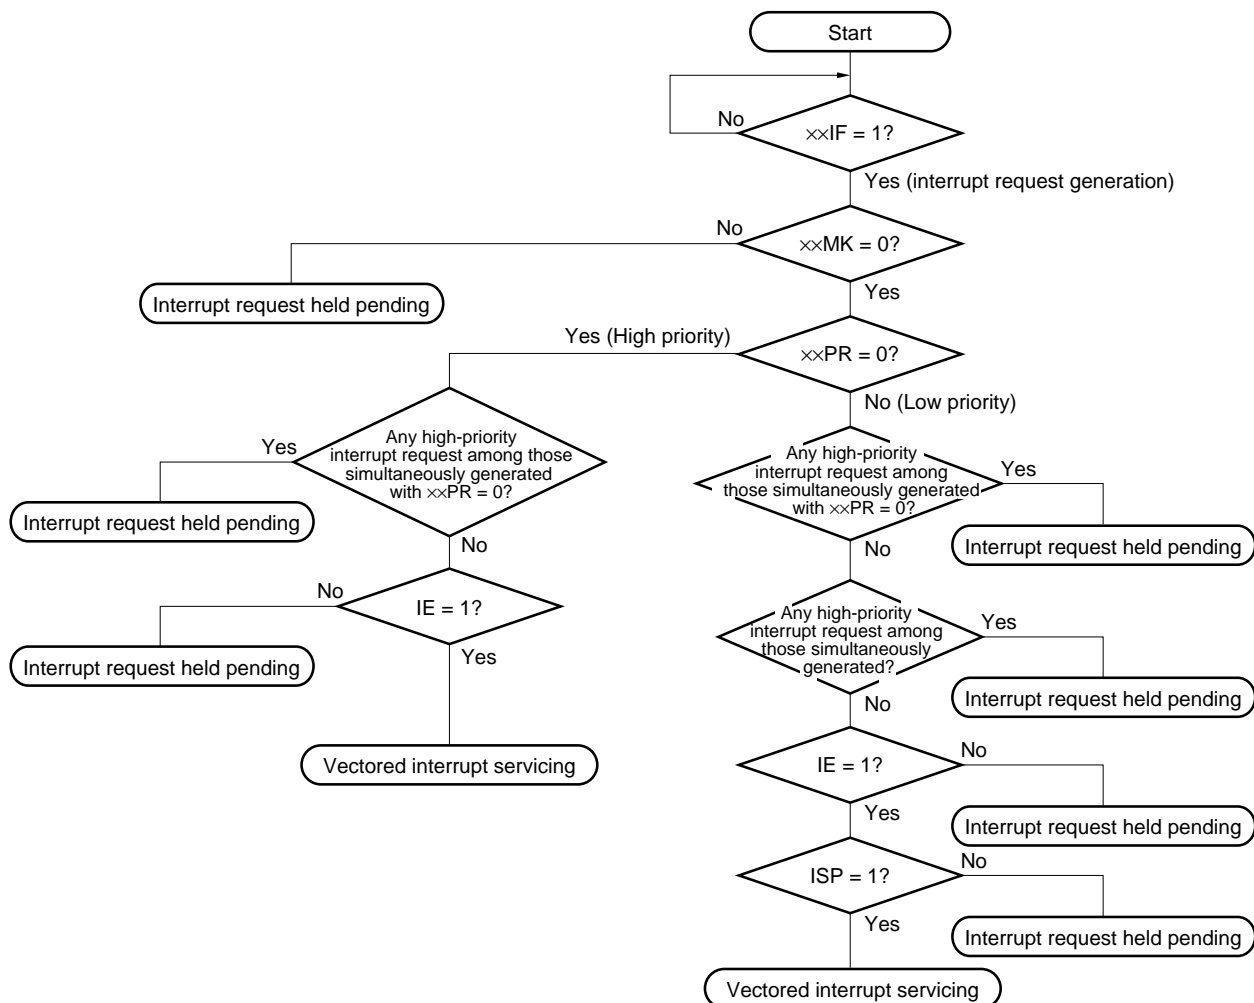 Start
No
××IF = 1?
Yes (interrupt request generation)
No
××MK = 0?
Interrupt request held pending
Yes
Yes (High priority)
××PR = 0?
No (Low priority)
Yes
Any high-priority
interrupt request among those
simultaneously generated
with ××PR = 0?
Interrupt request held pending
No
No
IE = 1?
Interrupt request held pending
Yes
Vectored interrupt servicing
Any high-priority
interrupt request among
those simultaneously generated
with ××PR = 0?
Yes
Interrupt request held pending
No
Any high-priority
interrupt request among
those simultaneously
generated?
Yes
Interrupt request held pending
No
IE = 1?
No
Interrupt request held pending
Yes
ISP = 1?
No
Interrupt request held pending
Yes
Vectored interrupt servicing